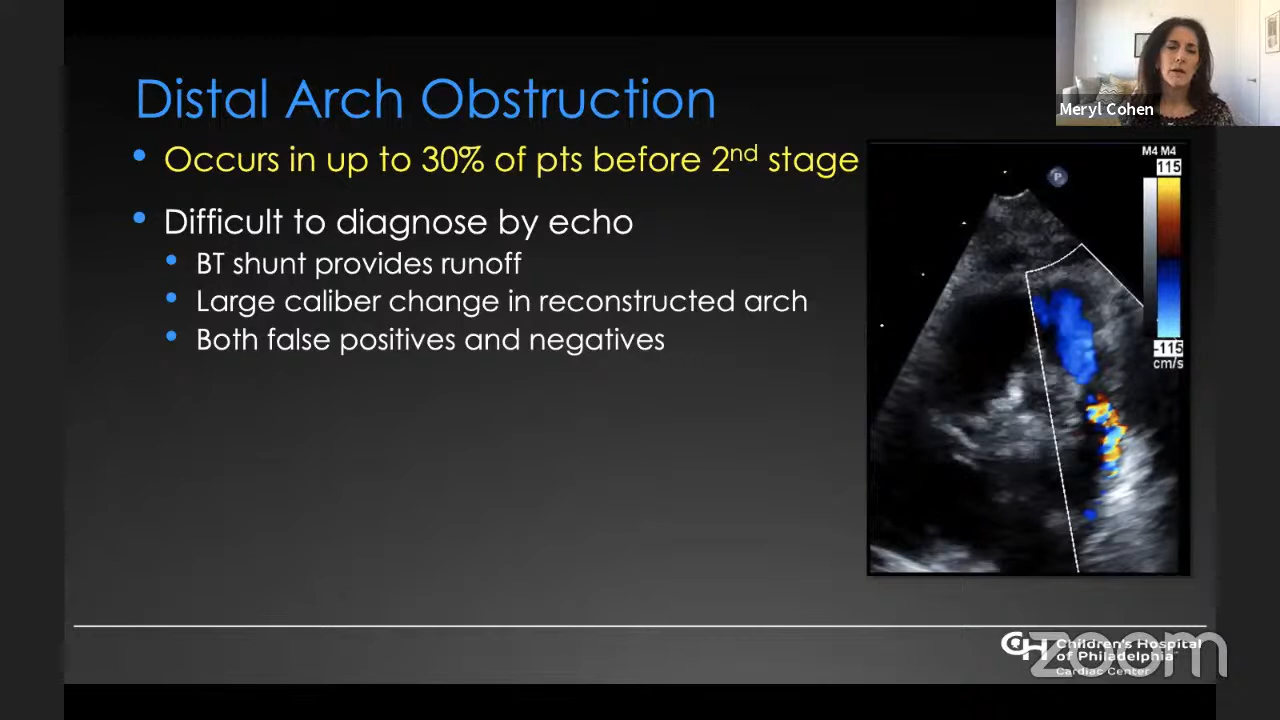 Meryl Cohen
Distal Arch Obstruction
• Occurs in up to 30% of pts before 2nd stage
• Difficult to diagnose by echo
• BT shunt provides runoff
• Large caliber change in reconstructed arch
• Both false positives and negatives
M4 M4
115
P
-115
cm/s
CH Children's Hospital
of Philadelphia
Cardiac Center
zoom